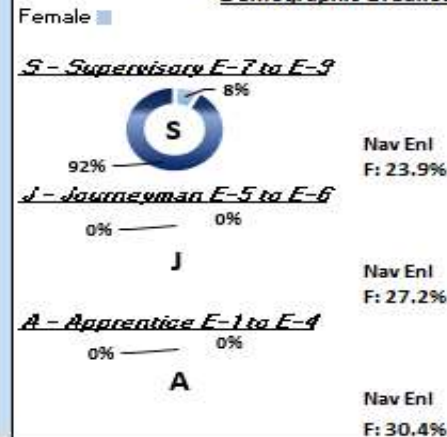 Female
S - Supervisory E-7 to E-9
8%
S
92%
Nav Enl
F: 23.9%
J - Journeyman E-5 to E-6
0%
0%
J
Nav Enl
F: 27.2%
A - Apprentice E-1 to E-4
0%
0%
A
Nav Enl
F: 30.4%